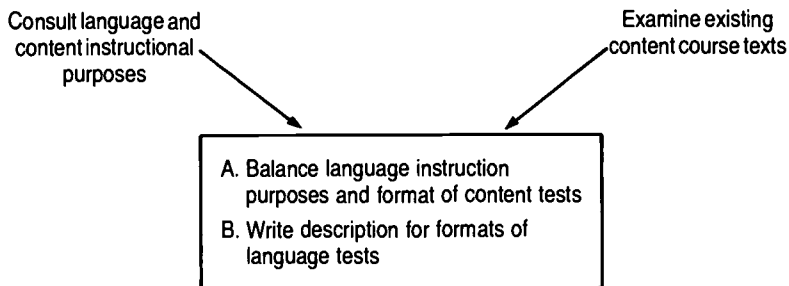 Consult language and
content instructional
purposes
Examine existing
content course texts
A. Balance language instruction
purposes and format of content tests
B. Write description for formats of
language tests